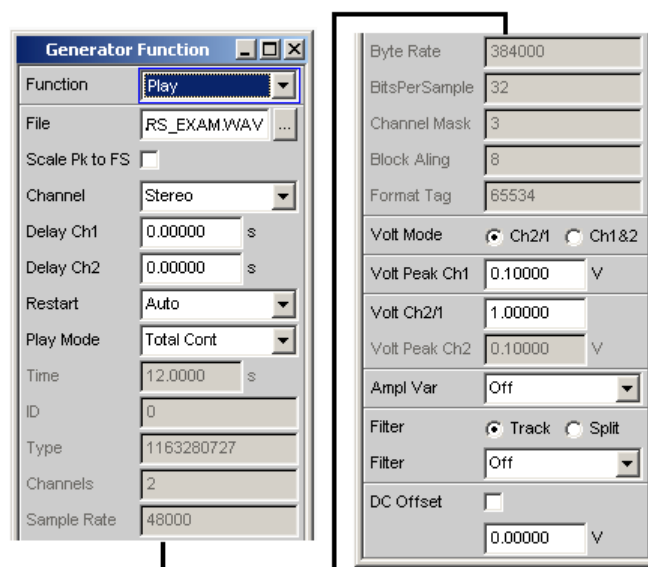 Generator Function
Function Play
File RS_EXAM.WAV ...
Scale Pk to FS
Channel Stereo
Delay Ch1 0.00000 s
Delay Ch2 0.00000 s
Restart Auto
Play Mode Total Cont
Time 12.0000 s
ID 0
Type 1163280727
Channels 2
Sample Rate 48000
Byte Rate 384000
BitsPerSample 32
Channel Mask 3
Block Aling 8
Format Tag 65534
Volt Mode Ch2/1 Ch1&2
Volt Peak Ch1 0.10000 V
Volt Ch2/1 1.00000
Volt Peak Ch2 0.10000 V
Ampl Var Off
Filter Track Split
Filter Off
DC Offset
0.00000 V